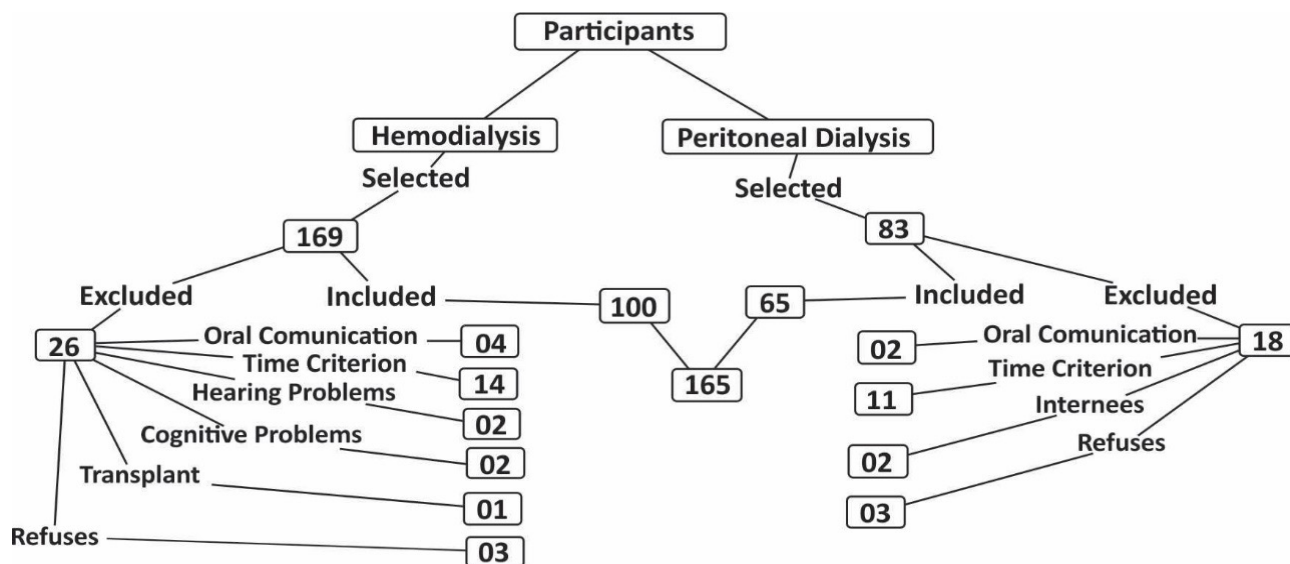 Participants
Hemodialysis
Peritoneal Dialysis
Selected
Selected
169
83
Excluded
Included
100
65
Included
Excluded
26
Oral Comunication
04
Time Criterion
14
Hearing Problems
02
Cognitive Problems
02
Transplant
01
Refuses
03
165
18
Oral Comunication
02
Time Criterion
11
Internees
02
Refuses
03